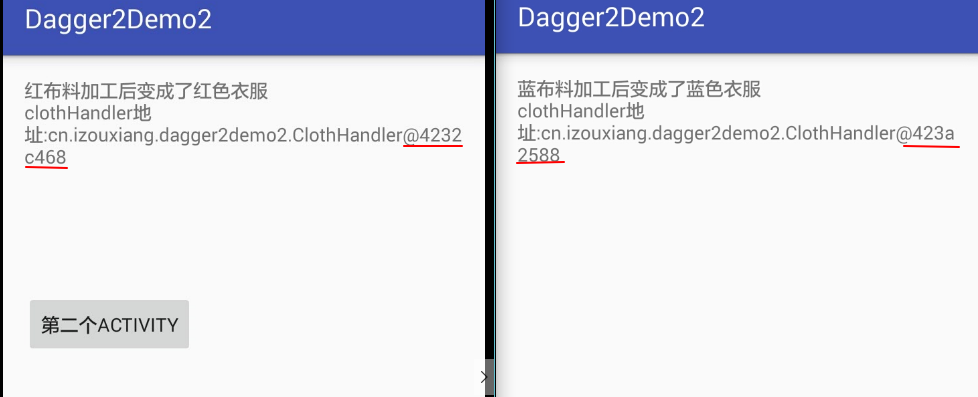 Dagger2Demo2
红布料加工后变成了红色衣服
clothHandler地
址:cn.izouxiang.dagger2demo2.ClothHandler@4232
c468
第二个ACTIVITY
Dagger2Demo2
蓝布料加工后变成了蓝色衣服
clothHandler地
址:cn.izouxiang.dagger2demo2.ClothHandler@423a
2588